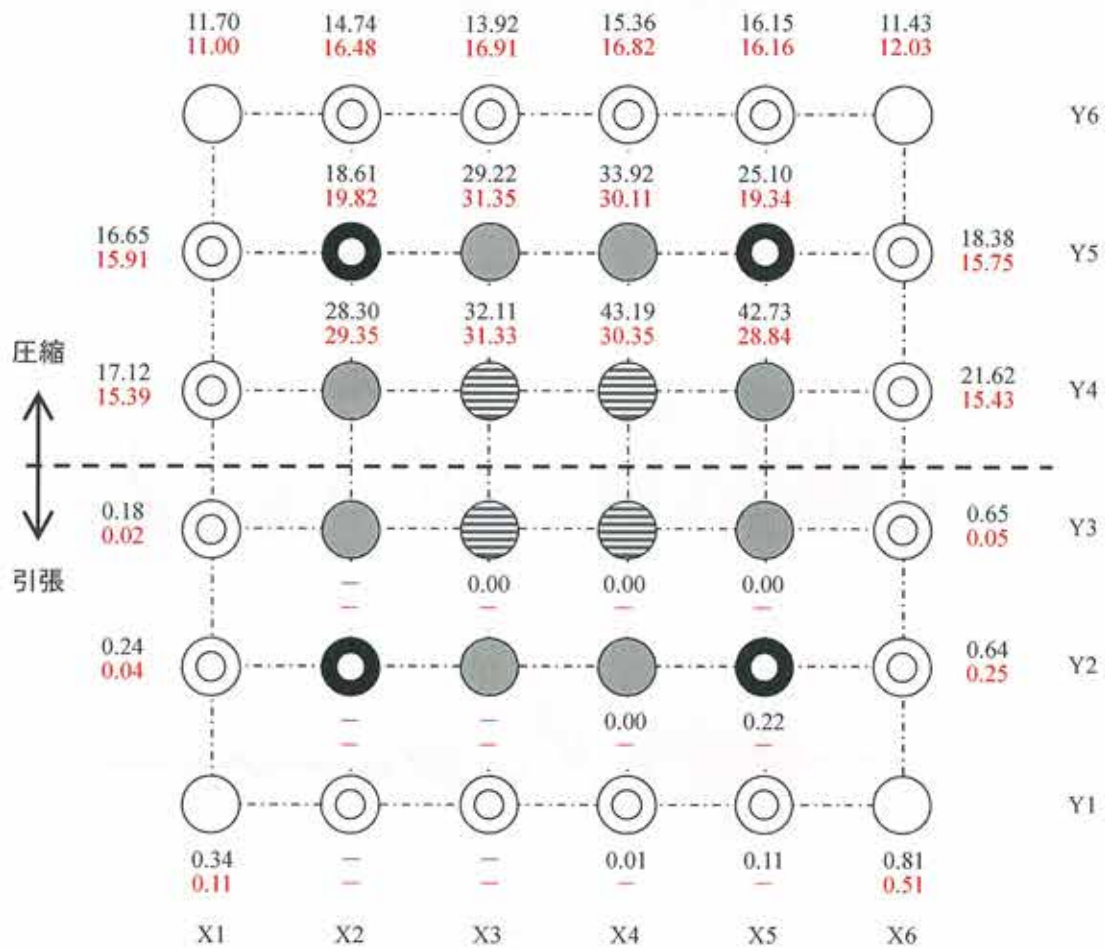 11.70 14.74 13.92 15.36 16.15 11.43
11.00 16.48 16.91 16.82 16.16 12.03
Y6
18.61 29.22 33.92 25.10
19.82 31.35 30.11 19.34
16.65 18.38
15.91 15.75
Y5
28.30 32.11 43.19 42.73
29.35 31.33 30.35 28.84
圧縮
17.12 21.62
15.39 15.43
Y4
0.18 0.65
0.02 0.05
Y3
引張
— 0.00 0.00 0.00
— — — —
0.24 0.64
0.04 0.25
Y2
— — 0.00 0.22
— — — —
Y1
0.34 — — 0.01 0.11 0.81
0.11 — — — — 0.51
X1 X2 X3 X4 X5 X6